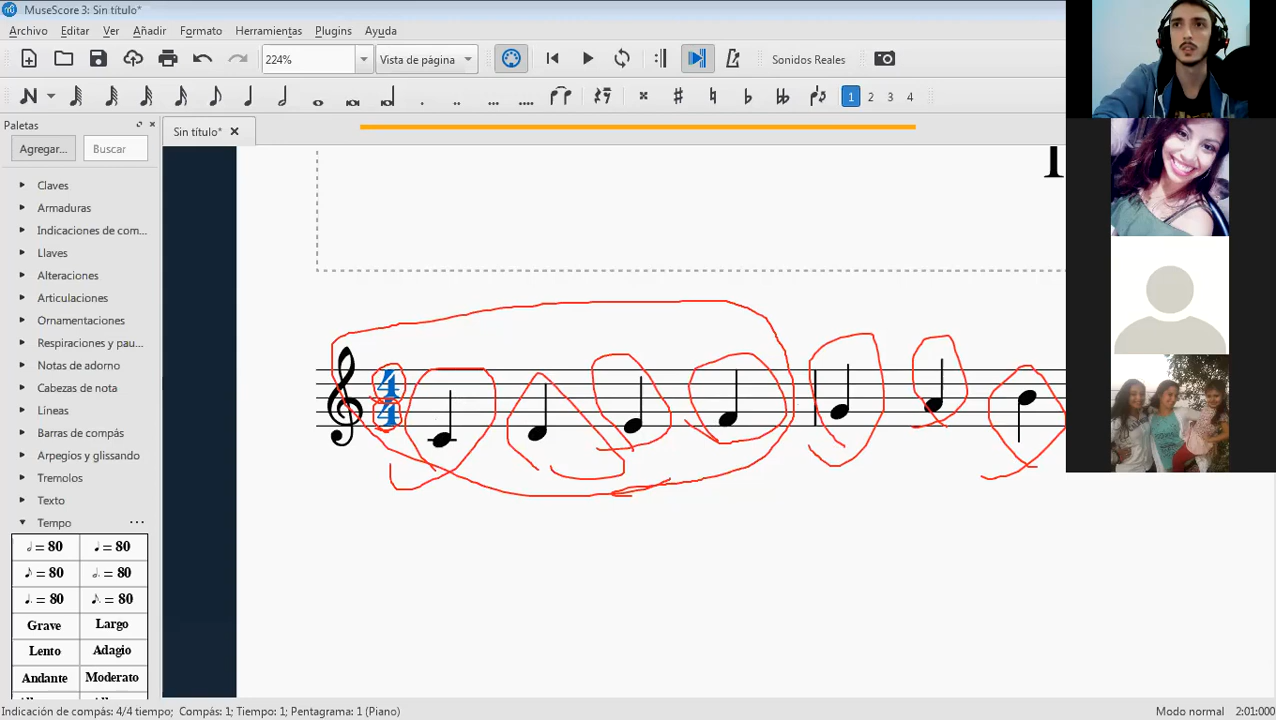 MuseScore 3: Sin título*
Archivo Editar Ver Añadir Formato Herramientas Plugins Ayuda
224% Vista de página Sonidos Reales
1 2 3 4
Paletas
Sin título*
Agregar... Buscar
Claves
Armaduras
Indicaciones de com...
Llaves
Alteraciones
Articulaciones
Ornamentaciones
Respiraciones y pau...
Notas de adorno
Cabezas de nota
Líneas
Barras de compás
Arpegios y glissando
Tremolos
Texto
Tempo ...
= 80 = 80
= 80 = 80
= 80 = 80
Grave Largo
Lento Adagio
Andante Moderato
4
4
Indicación de compás: 4/4 tiempo; Compás: 1; Tiempo: 1; Pentagrama: 1 (Piano) Modo normal 2:01:000